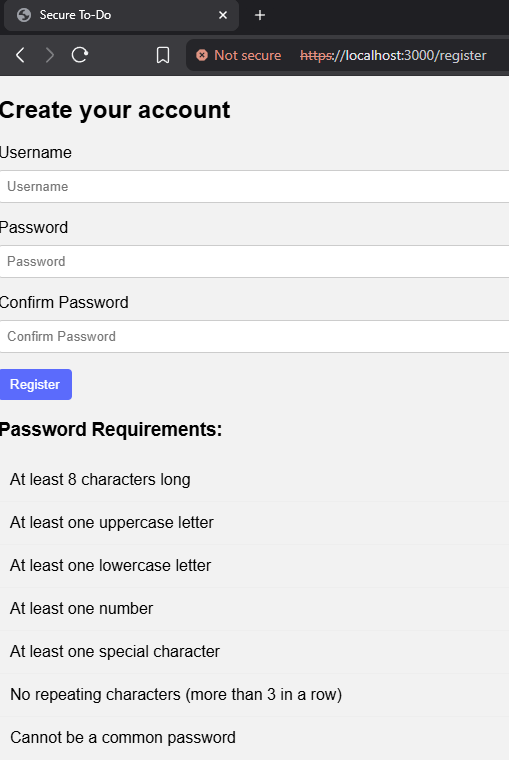 Secure To-Do
Not secure https://localhost:3000/register
Create your account
Username
Username
Password
Password
Confirm Password
Confirm Password
Register
Password Requirements:
At least 8 characters long
At least one uppercase letter
At least one lowercase letter
At least one number
At least one special character
No repeating characters (more than 3 in a row)
Cannot be a common password